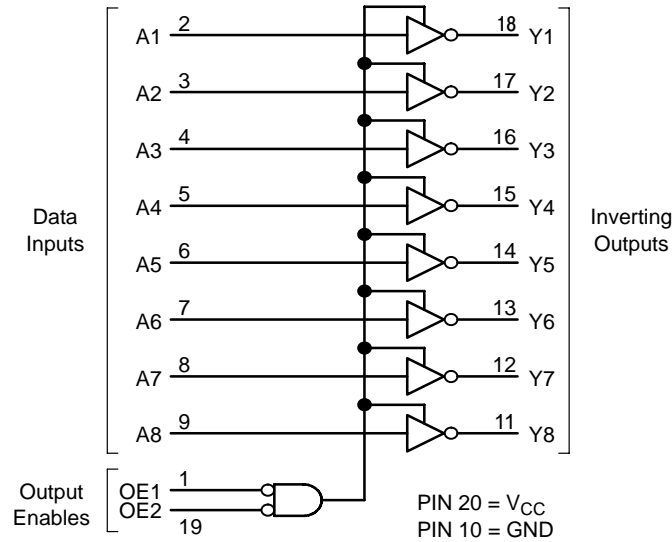 A1 2 18 Y1
A2 3 17 Y2
A3 4 16 Y3
A4 5 15 Y4
Data
Inputs
Inverting
Outputs
A5 6 14 Y5
A6 7 13 Y6
A7 8 12 Y7
A8 9 11 Y8
Output
Enables
OE1 1
OE2 19
PIN 20 = VCC
PIN 10 = GND